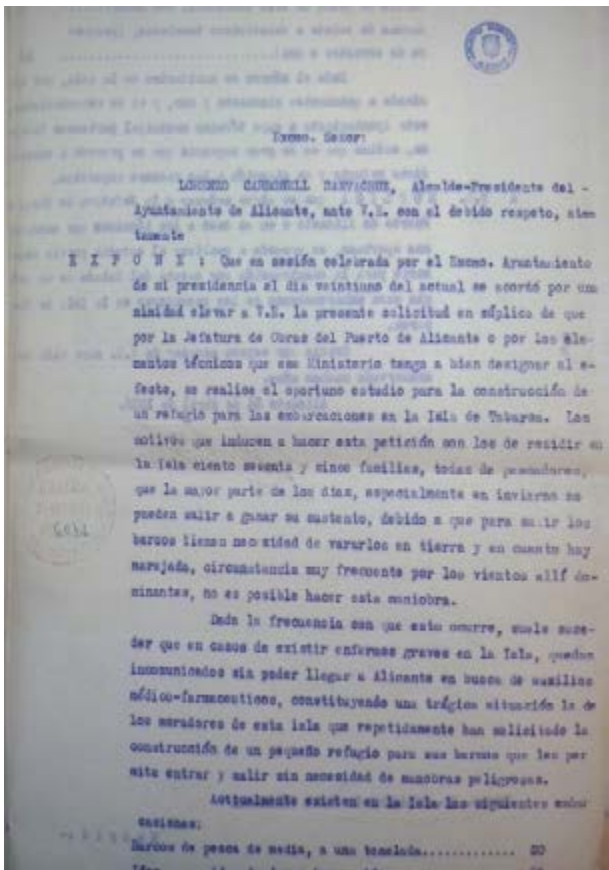 Excmo. Señor:
LORENZO CARBONELL SANTACRUZ, Alcalde-Presidente del -
Ayuntamiento de Alicante, ante V.E. con el debido respeto, aten
tamente
E X P O N E : Que en sesión celebrada por el Excmo. Ayuntamiento
de mi presidencia el día veintiuno del actual se acordó por una
nimidad elevar a V.E. la presente solicitud en súplica de que
por la Jefatura de Obras del Puerto de Alicante o por los ele-
mentos técnicos que ese Ministerio tenga a bien designar al e-
fecto, se realice el oportuno estudio para la construcción de
un refugio para las embarcaciones en la Isla de Tabarca. Los
motivos que inducen a hacer esta petición son los de residir en
la Isla ciento sesenta y cinco familias, todas de pescadores,
que la mayor parte de los días, especialmente en invierno no
pueden salir a ganar su sustento, debido a que para salir los
barcos tienen necesidad de vararlos en tierra y en cuanto hay
marejada, circunstancia muy frecuente por los vientos allí do-
minantes, no es posible hacer esta maniobra.
Dada la frecuencia con que esto ocurre, suele suce-
der que en casos de existir enfermos graves en la Isla, quedan
incomunicados sin poder llegar a Alicante en busca de auxilios
médico-farmaceuticos, constituyendo una trágica situación la de
los moradores de esta isla que repetidamente han solicitado la
construcción de un pequeño refugio para sus barcos que les per
mita entrar y salir sin necesidad de maniobras peligrosas.
Actualmente existen en la Isla las siguientes embar
caciones:
Barcos de pesca de media, a una tonelada.............. 20